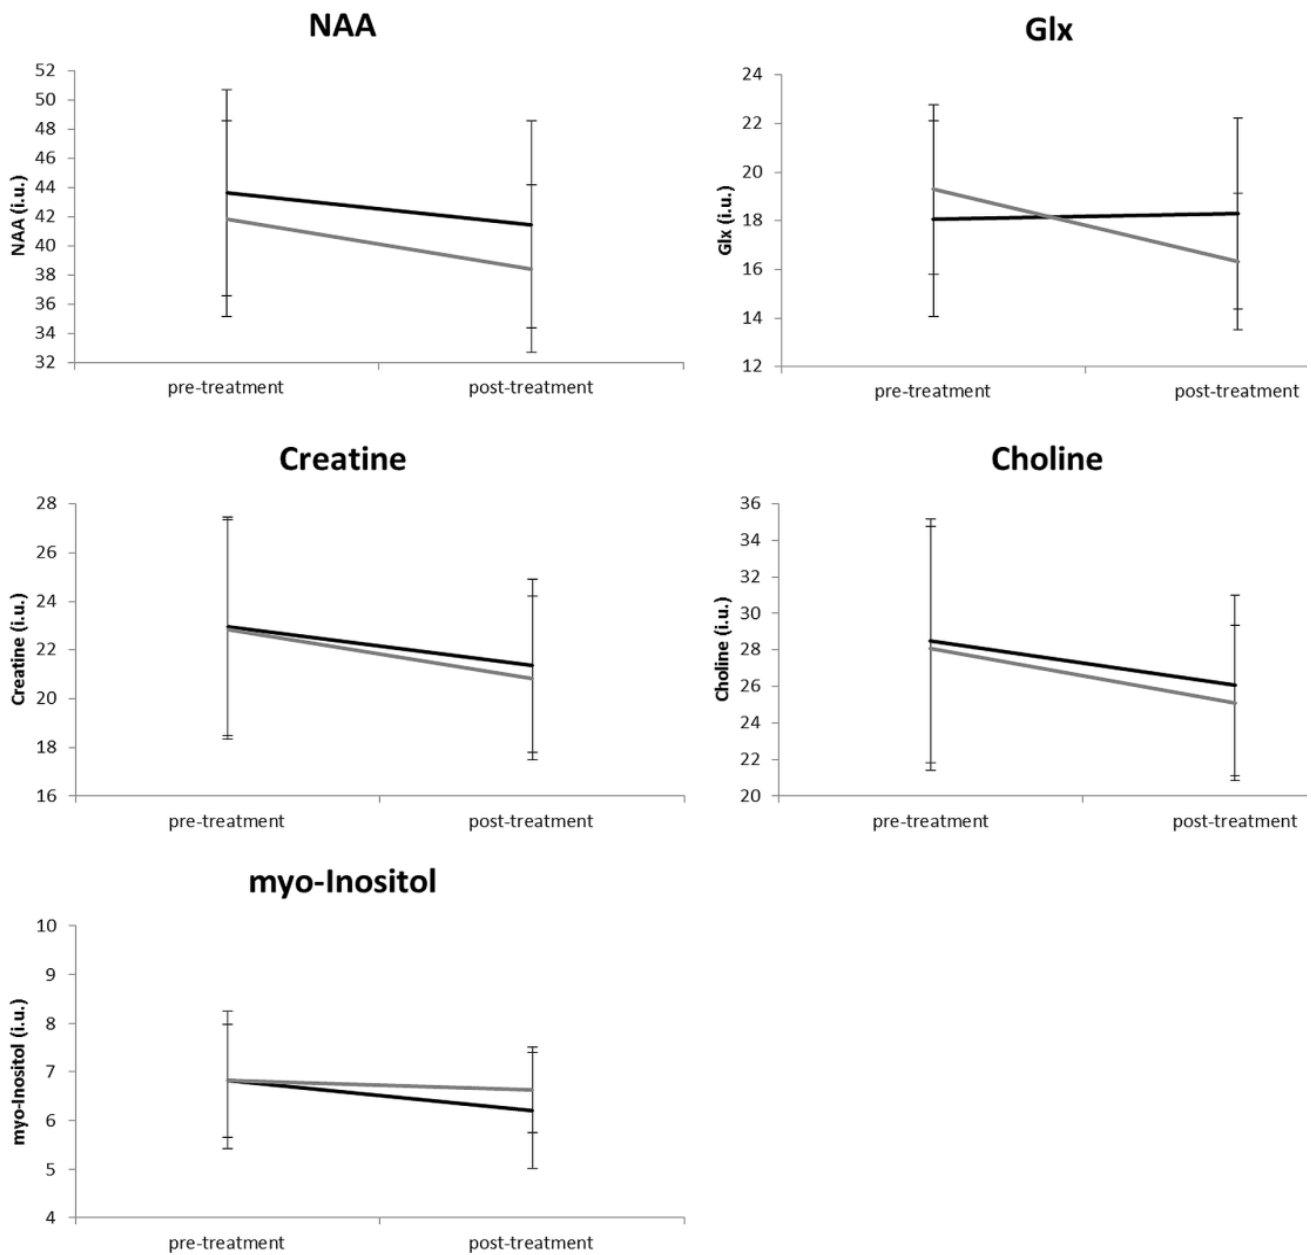 NAA
NAA (i.u.)
52
50
48
46
44
42
40
38
36
34
32
pre-treatment post-treatment
Glx
Glx (i.u.)
24
22
20
18
16
14
12
pre-treatment post-treatment
Creatine
Creatine (i.u.)
28
26
24
22
20
18
16
pre-treatment post-treatment
Choline
Choline (i.u.)
36
34
32
30
28
26
24
22
20
pre-treatment post-treatment
myo-Inositol
myo-Inositol (i.u.)
10
9
8
7
6
5
4
pre-treatment post-treatment